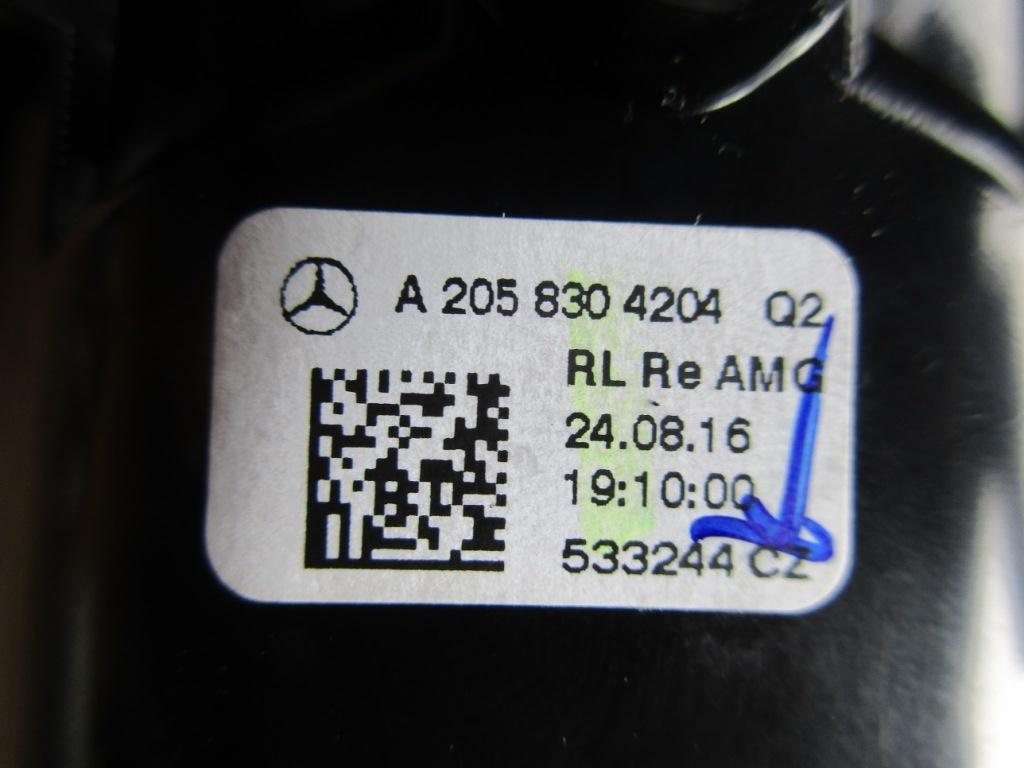 A 205 830 4204 Q2
RL Re AMG
24.08.16
19:10:00
533244 CZ